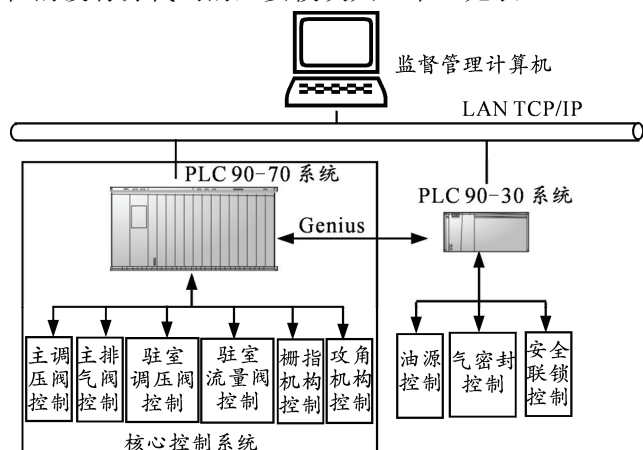 监督管理计算机
LAN TCP/IP
PLC 90-70 系统
PLC 90-30 系统
Genius
主调
压阀
控制
主排
气阀
控制
驻室
调压阀
控制
驻室
流量阀
控制
栅指
机构
控制
攻角
机构
控制
油源
控制
气密封
控制
安全
联锁
控制
核心控制系统